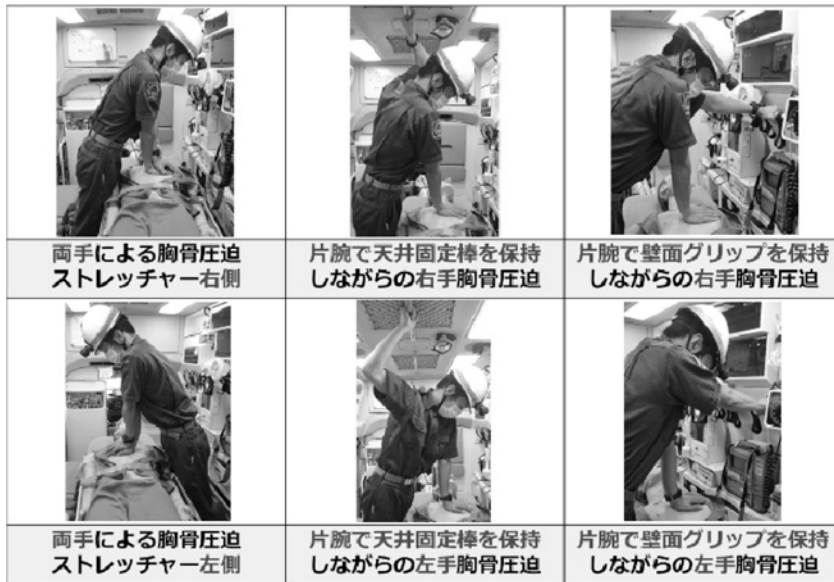 両手による胸骨圧迫
ストレッチャー右側
片腕で天井固定棒を保持
しながらの右手胸骨圧迫
片腕で壁面グリップを保持
しながらの右手胸骨圧迫
両手による胸骨圧迫
ストレッチャー左側
片腕で天井固定棒を保持
しながらの左手胸骨圧迫
片腕で壁面グリップを保持
しながらの左手胸骨圧迫